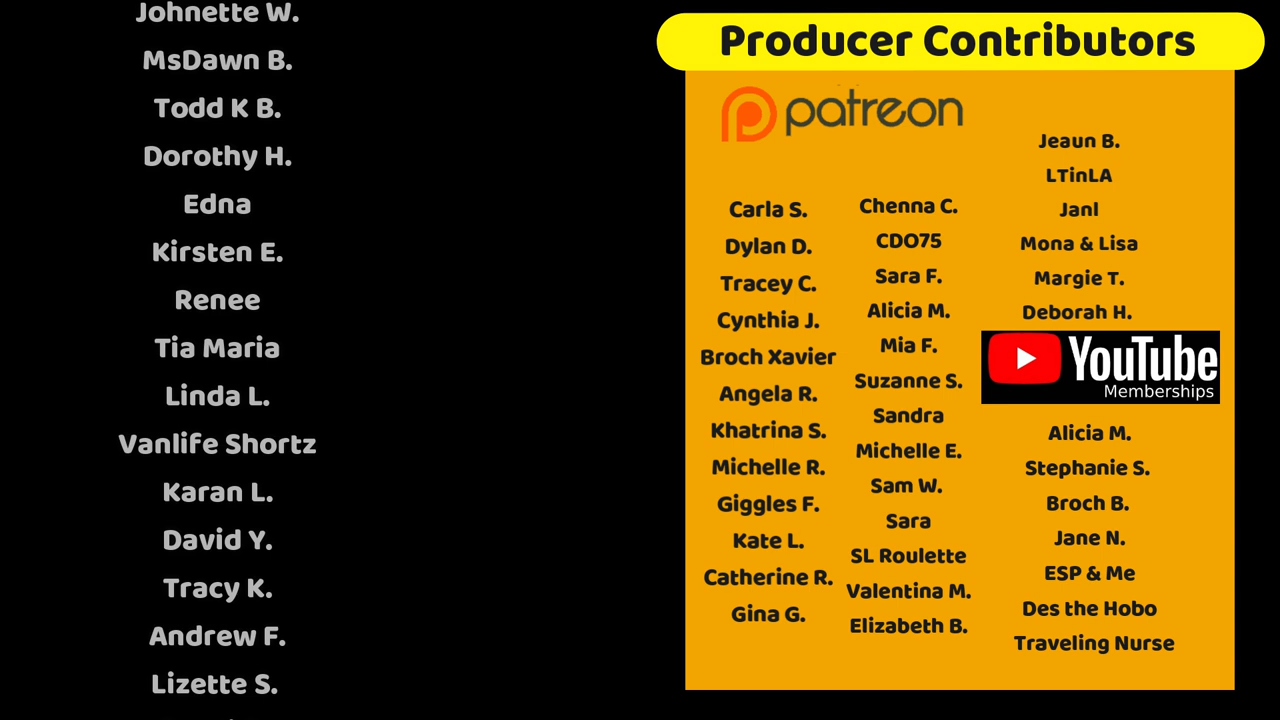 Johnette W.
MsDawn B.
Todd K B.
Dorothy H.
Edna
Kirsten E.
Renee
Tia Maria
Linda L.
Vanlife Shortz
Karan L.
David Y.
Tracy K.
Andrew F.
Lizette S.
Producer Contributors
patreon
Carla S.
Dylan D.
Tracey C.
Cynthia J.
Broch Xavier
Angela R.
Khatrina S.
Michelle R.
Giggles F.
Kate L.
Catherine R.
Gina G.
Chenna C.
CDO75
Sara F.
Alicia M.
Mia F.
Suzanne S.
Sandra
Michelle E.
Sam W.
Sara
SL Roulette
Valentina M.
Elizabeth B.
Jeaun B.
LTinLA
Janl
Mona & Lisa
Margie T.
Deborah H.
YouTube
Memberships
Alicia M.
Stephanie S.
Broch B.
Jane N.
ESP & Me
Des the Hobo
Traveling Nurse